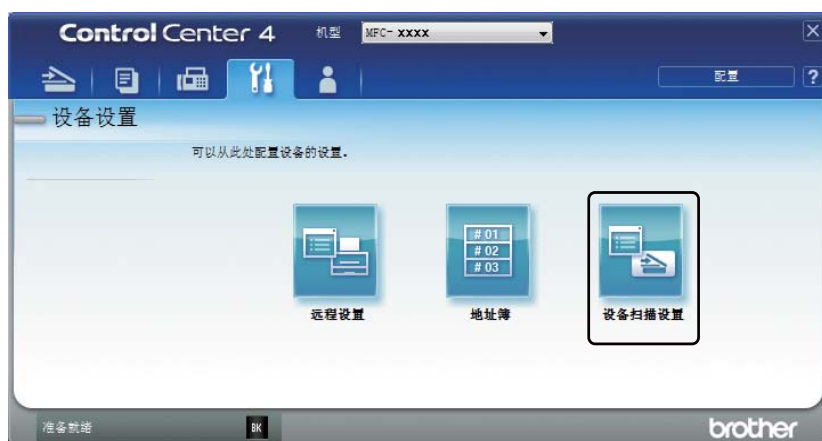 Control Center 4 机型 MFC- xxxx
配置 ?
设备设置
可以从此处配置设备的设置.
# 01
# 02
# 03
远程设置 地址簿 设备扫描设置
准备就绪 BK brother